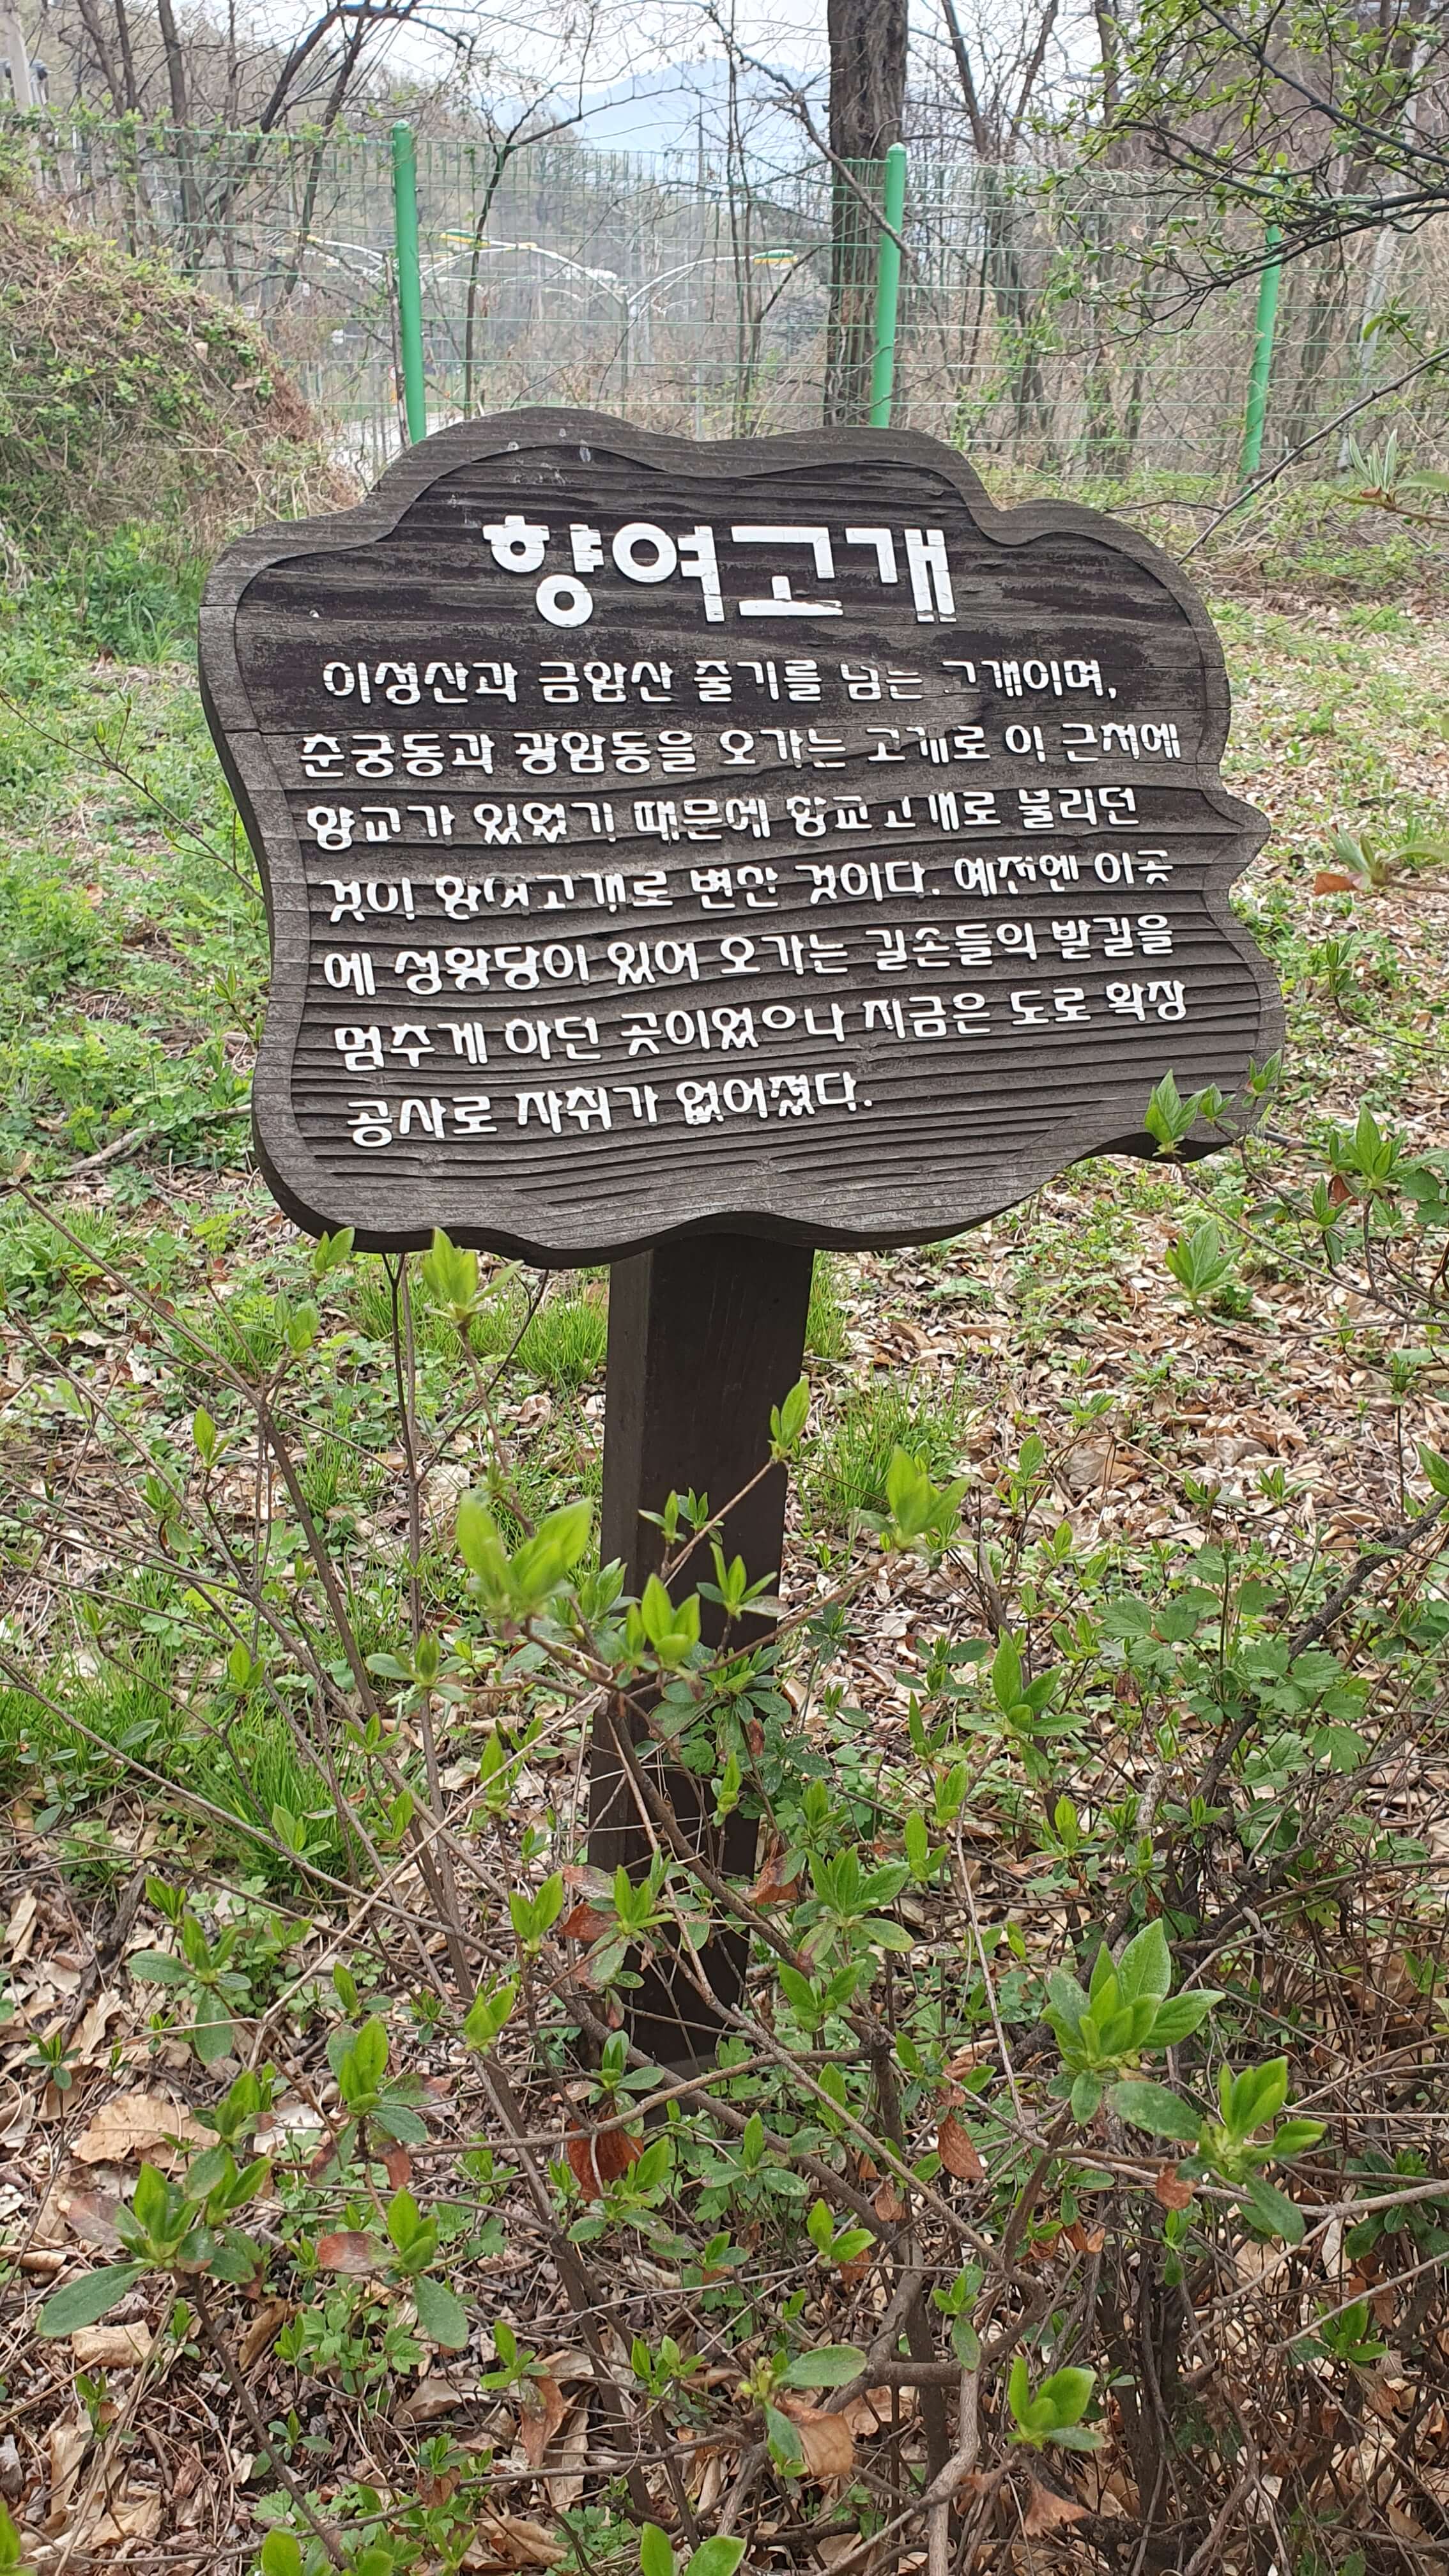 향여고개
이성산과 금암산 줄기를 넘는 고개이며,
춘궁동과 광암동을 오가는 고개로 이 근처에
향교가 있었기 때문에 향교고개로 불리던
것이 향여고개로 변한 것이다. 예전엔 이곳
에 성황당이 있어 오가는 길손들의 발길을
멈추게 하던 곳이었으나 지금은 도로 확장
공사로 자취가 없어졌다.